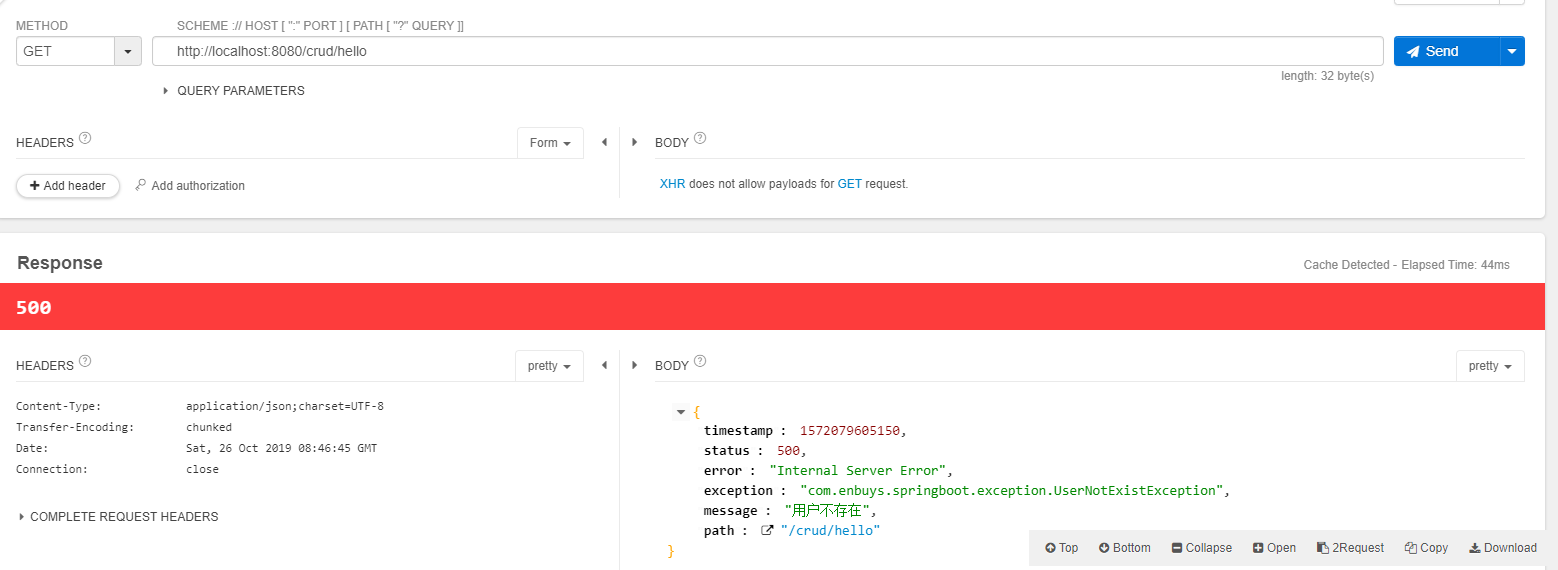 METHOD SCHEME :// HOST [ ":" PORT ] [ PATH [ "?" QUERY ]]
GET http://localhost:8080/crud/hello Send
length: 32 byte(s)
QUERY PARAMETERS
HEADERS ? Form BODY ?
+ Add header Add authorization XHR does not allow payloads for GET request.
Response Cache Detected - Elapsed Time: 44ms
500
HEADERS ? pretty BODY ? pretty
Content-Type: application/json;charset=UTF-8
Transfer-Encoding: chunked
Date: Sat, 26 Oct 2019 08:46:45 GMT
Connection: close
COMPLETE REQUEST HEADERS
{
timestamp : 1572079605150,
status : 500,
error : "Internal Server Error",
exception : "com.enbuys.springboot.exception.UserNotExistException",
message : "用户不存在",
path : "/crud/hello"
}
Top Bottom Collapse Open 2Request Copy Download